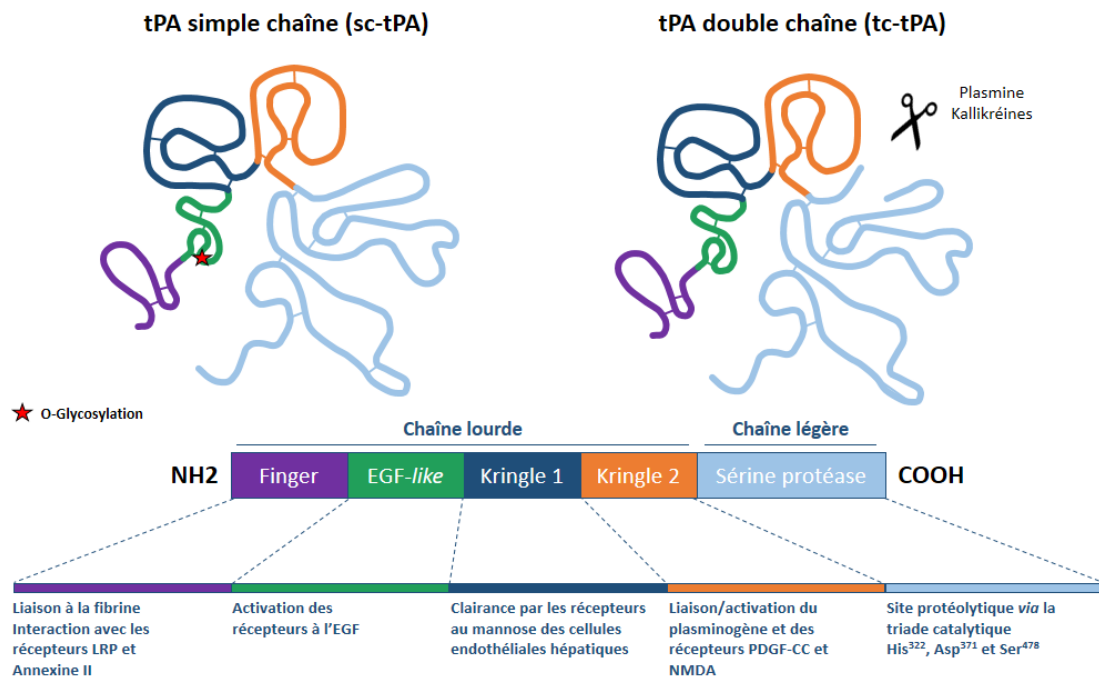 tPA simple chaîne (sc-tPA)
tPA double chaîne (tc-tPA)
Plasmine
Kallikréines
O-Glycosylation
Chaîne lourde
Chaîne légère
NH2
Finger
EGF-like
Kringle 1
Kringle 2
Sérine protéase
COOH
Liaison à la fibrine
Interaction avec les
récepteurs LRP et
Annexine II
Activation des
récepteurs à l'EGF
Clairance par les récepteurs
au mannose des cellules
endothéliales hépatiques
Liaison/activation du
plasminogène et des
récepteurs PDGF-CC et
NMDA
Site protéolytique via la
triade catalytique
His³²², Asp³⁷¹ et Ser⁴⁷⁸